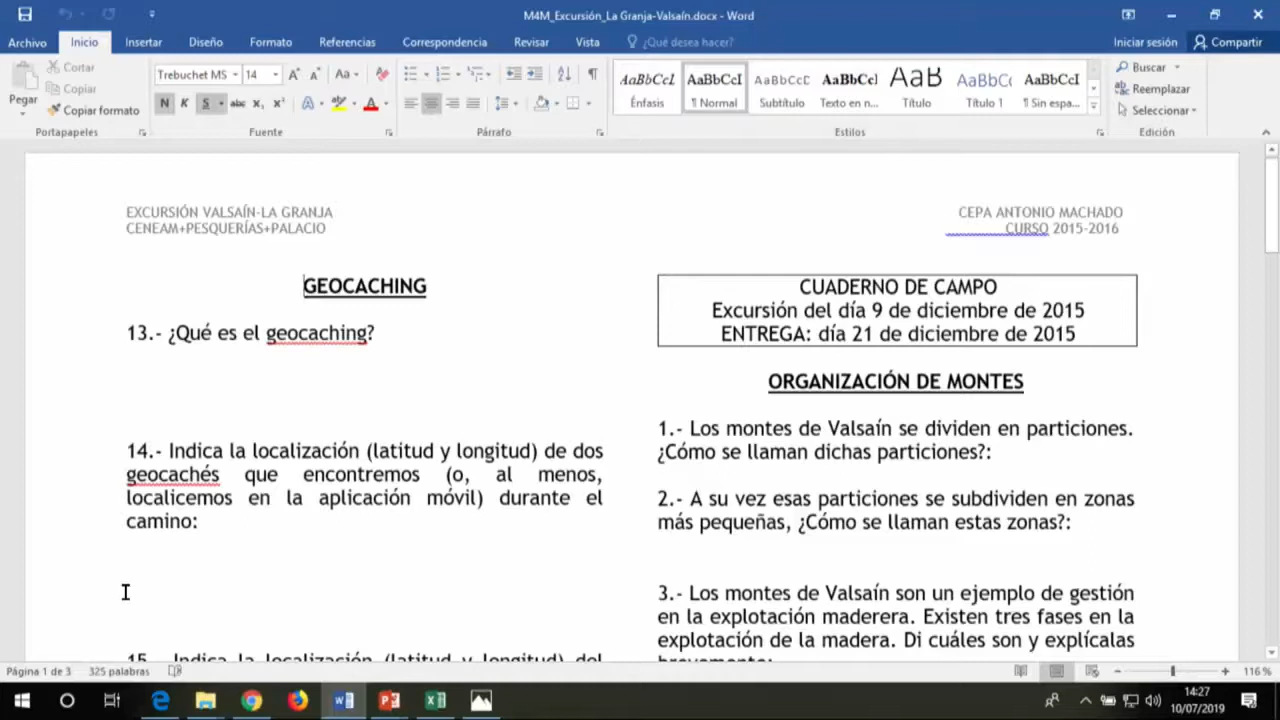 M4M_Excursión_La Granja-Valsaín.docx - Word
Archivo Inicio Insertar Diseño Formato Referencias Correspondencia Revisar Vista ¿Qué desea hacer? Iniciar sesión Compartir
Pegar
Cortar
Copiar
Copiar formato
Portapapeles
Trebuchet MS 14
Fuente
Párrafo
AaBbCcI AaBbCcI AaBbCcC AaBbCcI AaB AaBbCc AaBbCcI
Énfasis ¶ Normal Subtítulo Texto en n... Título Título 1 ¶ Sin espa...
Estilos
Buscar
Reemplazar
Seleccionar
Edición
EXCURSIÓN VALSAÍN-LA GRANJA
CENEAM+PESQUERÍAS+PALACIO
CEPA ANTONIO MACHADO
CURSO 2015-2016
GEOCACHING
13.- ¿Qué es el geocaching?
14.- Indica la localización (latitud y longitud) de dos
geocachés que encontremos (o, al menos,
localicemos en la aplicación móvil) durante el
camino:
15.- Indica la localización (latitud y longitud) del
CUADERNO DE CAMPO
Excursión del día 9 de diciembre de 2015
ENTREGA: día 21 de diciembre de 2015
ORGANIZACIÓN DE MONTES
1.- Los montes de Valsaín se dividen en particiones.
¿Cómo se llaman dichas particiones?:
2.- A su vez esas particiones se subdividen en zonas
más pequeñas, ¿Cómo se llaman estas zonas?:
3.- Los montes de Valsaín son un ejemplo de gestión
en la explotación maderera. Existen tres fases en la
explotación de la madera. Di cuáles son y explícalas
brevemente:
Página 1 de 3 325 palabras 116 %
14:27
10/07/2019